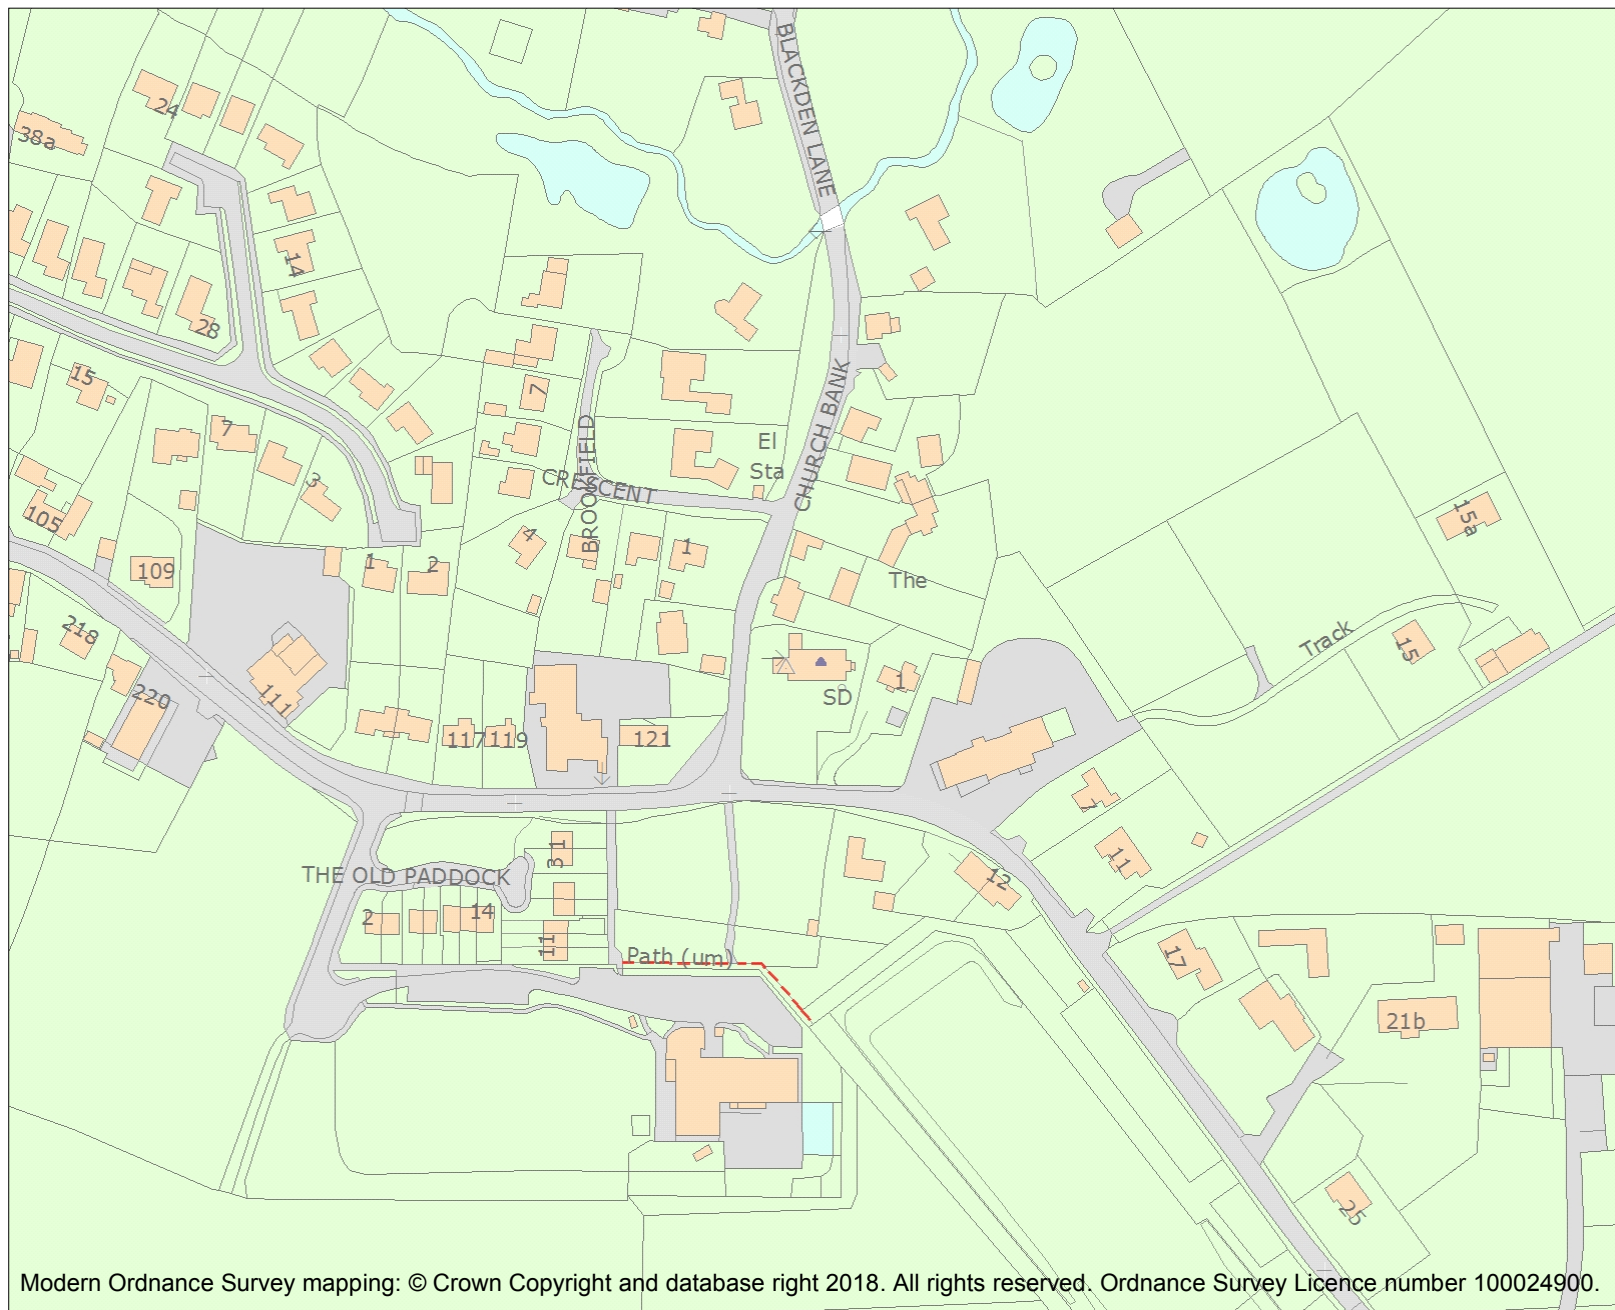 BLACKDEN LANE
24
38a
14
28
15
7
7
BROOKFIELD
CRESCENT
El
Sta
CHURCH BANK
3
105
4
1
15a
109
1
2
The
218
Track
15
220
111
SD
1
117
119
121
7
31
11
THE OLD PADDOCK
12
2
14
11
Path (um)
17
21b
25
Modern Ordnance Survey mapping: © Crown Copyright and database right 2018. All rights reserved. Ordnance Survey Licence number 100024900.